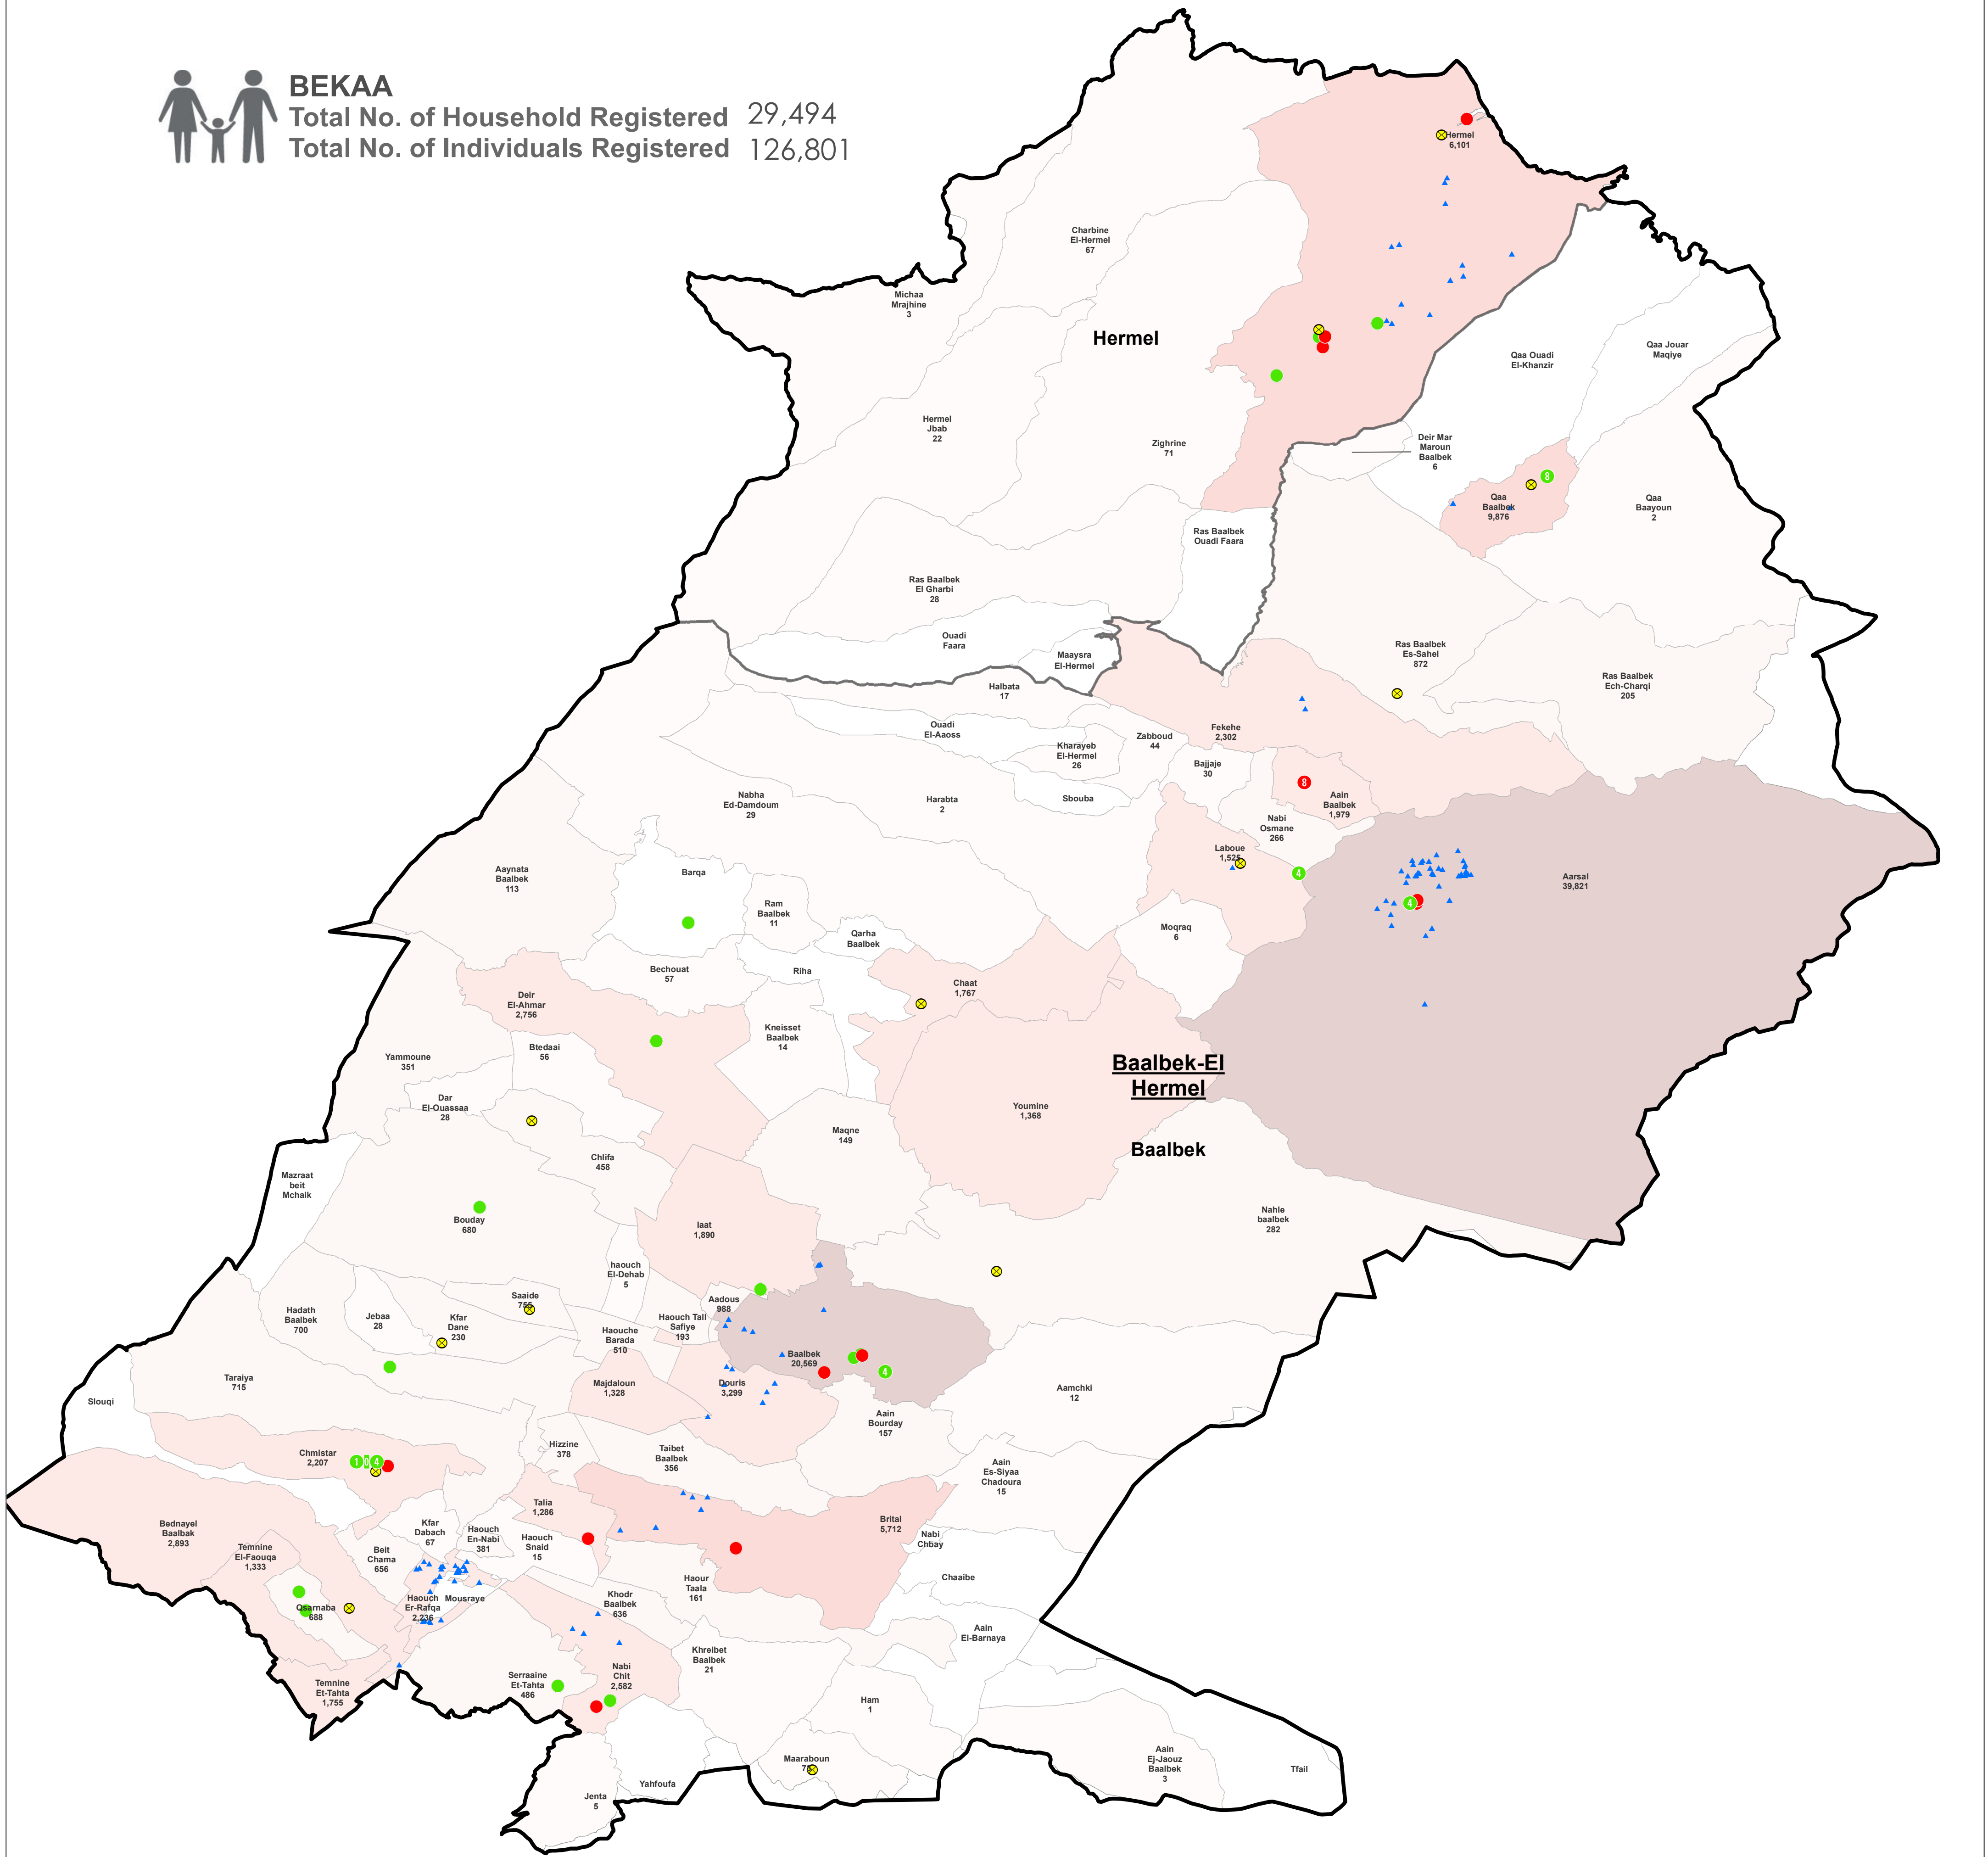 BEKAA
Total No. of Household Registered 29,494
Total No. of Individuals Registered 126,801
Hermel
6,101
Charbine
El-Hermel
67
Michaa
Mrajhine
3
Hermel
Qaa Ouadi
El-Khanzir
Qaa Jouar
Maqiye
Hermel
Jbab
22
Zighrine
71
Deir Mar
Maroun
Baalbek
6
8
Qaa
Baalbek
9,876
Qaa
Baayoun
2
Ras Baalbek
Ouadi Faara
Ras Baalbek
El Gharbi
28
Ouadi
Faara
Maaysra
El-Hermel
Ras Baalbek
Es-Sahel
872
Ras Baalbek
Ech-Charqi
205
Halbata
17
Ouadi
El-Aaoss
Kharayeb
El-Hermel
26
Zabboud
44
Fekehe
2,302
Bajjaje
30
8
Aain
Baalbek
1,979
Nabha
Ed-Damdoum
29
Harabta
2
Sbouba
Nabi
Osmane
266
Laboue
1,525
4
Aarsal
39,821
4
Aaynata
Baalbek
113
Barqa
Ram
Baalbek
11
Qarha
Baalbek
Moqraq
6
Bechouat
57
Riha
Chaat
1,767
Deir
El-Ahmar
2,756
Kneisset
Baalbek
14
Btedaai
56
Yammoune
351
Baalbek-El
Hermel
Dar
El-Ouassaa
28
Youmine
1,368
Maqne
149
Baalbek
Chlifa
458
Mazraat
beit
Mchaik
Bouday
680
Iaat
1,890
Nahle
baalbek
282
haouch
El-Dehab
5
Saaide
755
Aadous
988
Hadath
Baalbek
700
Jebaa
28
Kfar
Dane
230
Haouch Tall
Safiye
193
Haouche
Barada
510
Baalbek
20,569
4
Taraiya
715
Majdaloun
1,328
Douris
3,299
Aamchki
12
Slouqi
Aain
Bourday
157
Chmistar
2,207
1
0
4
Hizzine
378
Taibet
Baalbek
356
Aain
Es-Siyaa
Chadoura
15
Talia
1,286
Brital
5,712
Bednayel
Baalbak
2,893
Kfar
Dabach
67
Haouch
En-Nabi
381
Haouch
Snaid
15
Nabi
Chbay
Temnine
El-Faouqa
1,333
Beit
Chama
656
Chaaibe
Haour
Taala
161
Qsarnaba
688
Haouch
Er-Rafqa
2,236
Mousraye
Khodr
Baalbek
636
Aain
El-Barnaya
Khreibet
Baalbek
21
Serraaine
Et-Tahta
486
Nabi
Chit
2,582
Temnine
Et-Tahta
1,755
Ham
1
Maaraboun
Aain
Ej-Jaouz
Baalbek
3
Tfail
Yahfoufa
Jenta
5